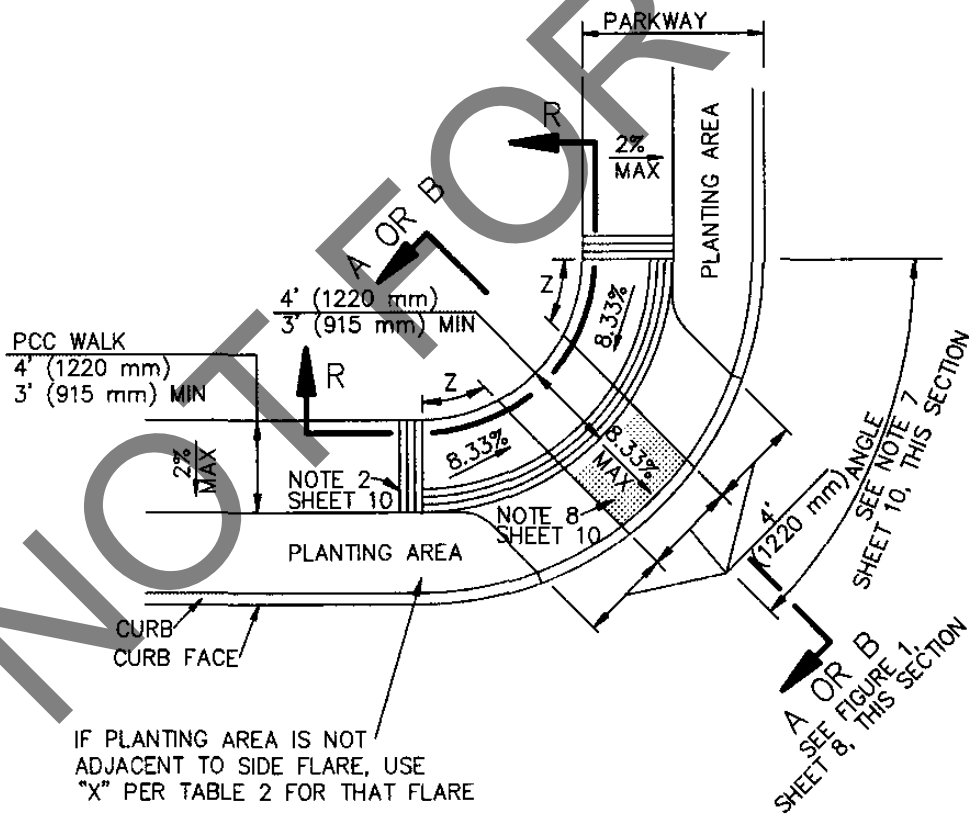 PARKWAY
R
2%
MAX
PLANTING AREA
A OR B
Z
8.33%
4' (1220 mm)
3' (915 mm) MIN
PCC WALK
4' (1220 mm)
3' (915 mm) MIN
R
Z
8.33%
2%
MAX
NOTE 2
SHEET 10
8.33%
MAX
NOTE 8
SHEET 10
4'
(1220 mm)
ANGLE
SEE NOTE 7
SHEET 10, THIS SECTION
PLANTING AREA
CURB
CURB FACE
A OR B
SEE FIGURE 1,
SHEET 8, THIS SECTION
IF PLANTING AREA IS NOT
ADJACENT TO SIDE FLARE, USE
"X" PER TABLE 2 FOR THAT FLARE
NOT FOR